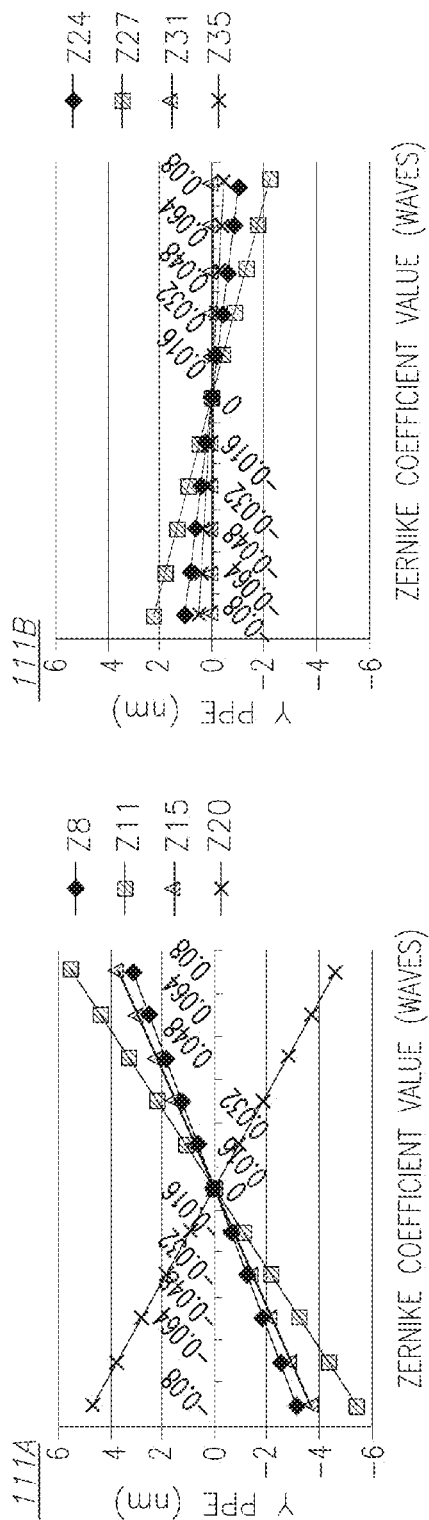 111A
Y PPE (nm)
6
4
2
0
-2
-4
-6
-0.08
-0.064
-0.048
-0.032
-0.016
0
0.016
0.032
0.048
0.064
0.08
ZERNIKE COEFFICIENT VALUE (WAVES)
Z8
Z11
Z15
Z20
111B
Y PPE (nm)
6
4
2
0
-2
-4
-6
-0.08
-0.064
-0.048
-0.032
-0.016
0
0.016
0.032
0.048
0.064
0.08
ZERNIKE COEFFICIENT VALUE (WAVES)
Z24
Z27
Z31
Z35